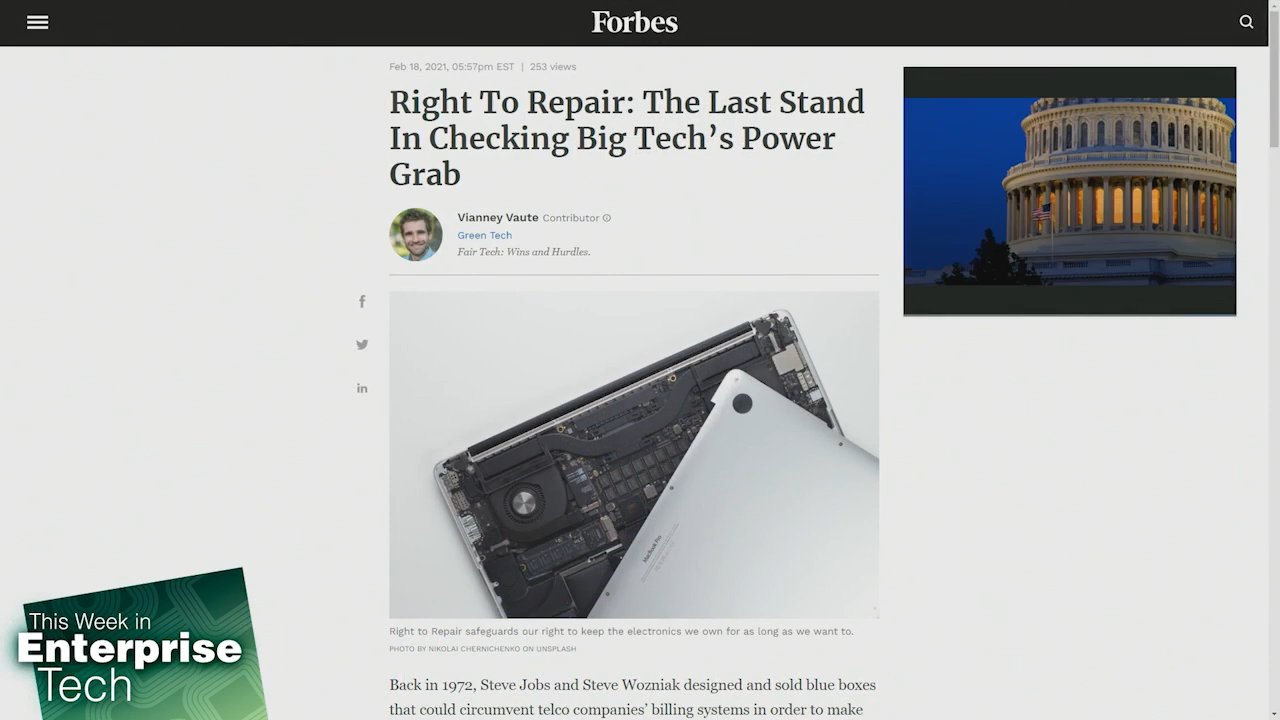 Forbes
Feb 18, 2021, 05:57pm EST | 253 views
Right To Repair: The Last Stand
In Checking Big Tech’s Power
Grab
Vianney Vaute Contributor
Green Tech
Fair Tech: Wins and Hurdles.
f
in
MacBook Pro
Right to Repair safeguards our right to keep the electronics we own for as long as we want to.
PHOTO BY NIKOLAI CHERNICHENKO ON UNSPLASH
Back in 1972, Steve Jobs and Steve Wozniak designed and sold blue boxes
that could circumvent telco companies’ billing systems in order to make
This Week in
Enterprise
Tech